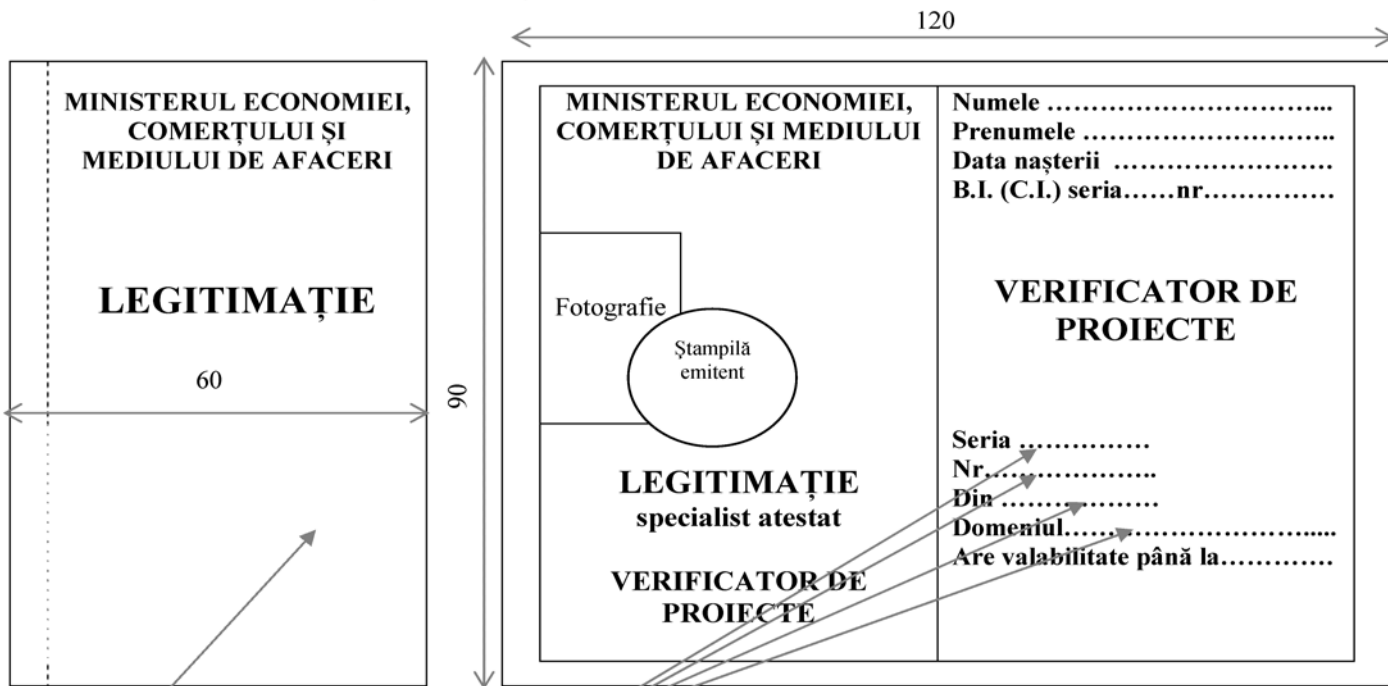 120
MINISTERUL ECONOMIEI,
COMERȚULUI ȘI
MEDIULUI DE AFACERI
LEGITIMAȚIE
60
90
MINISTERUL ECONOMIEI,
COMERȚULUI ȘI MEDIULUI
DE AFACERI
Fotografie
Ștampilă
emitent
LEGITIMAȚIE
specialist atestat
VERIFICATOR DE
PROIECTE
Numele …………………………...
Prenumele ………………………..
Data nașterii …………………….
B.I. (C.I.) seria……nr……………
VERIFICATOR DE
PROIECTE
Seria ……………
Nr………………..
Din ………………
Domeniul……………………….....
Are valabilitate până la………….